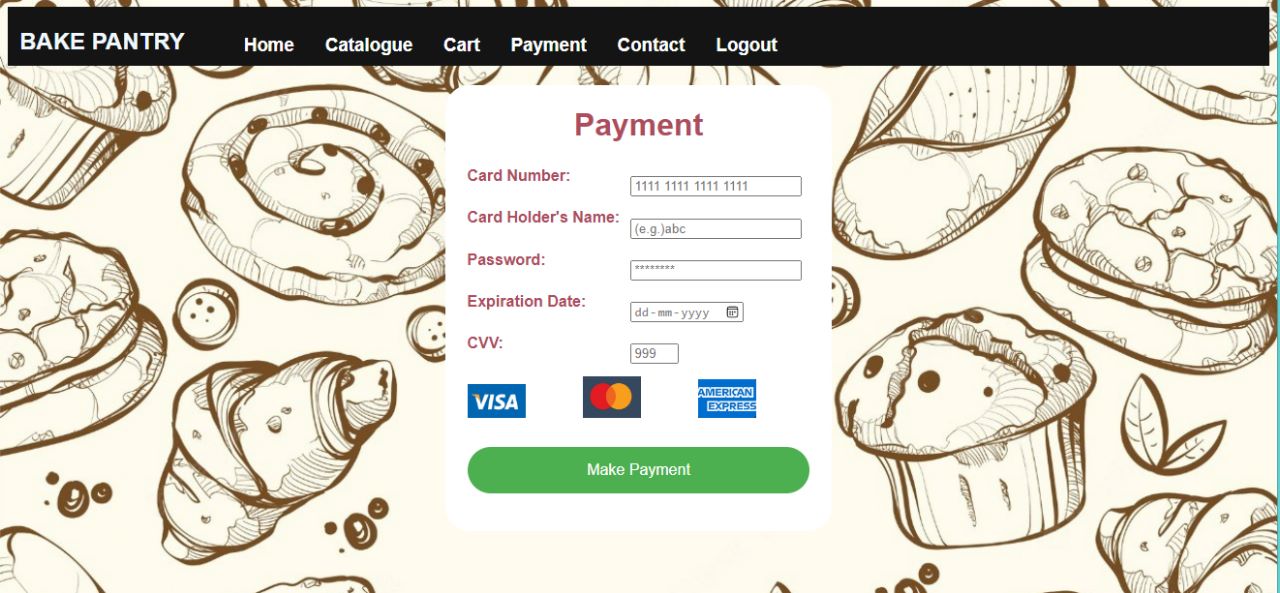 BAKE PANTRY Home Catalogue Cart Payment Contact Logout
Payment
Card Number: 1111 1111 1111 1111
Card Holder's Name: (e.g.)abc
Password: ********
Expiration Date: dd-mm-yyyy
CVV: 999
VISA AMERICAN EXPRESS
Make Payment